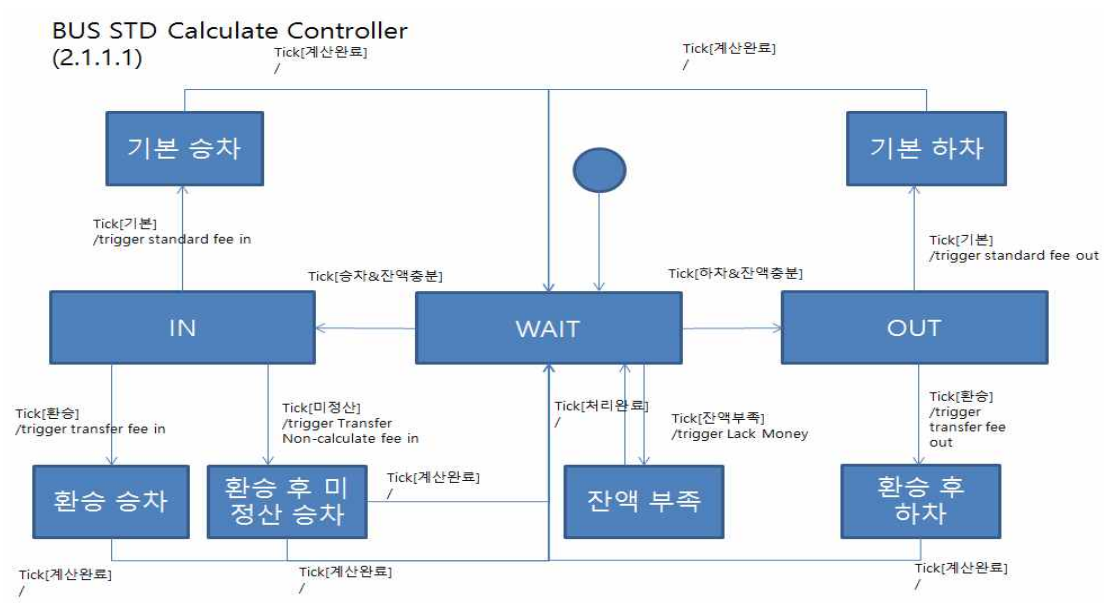 BUS STD Calculate Controller
(2.1.1.1)
Tick[계산완료]
/
Tick[계산완료]
/
기본 승차
기본 하차
Tick[기본]
/trigger standard fee in
Tick[기본]
/trigger standard fee out
Tick[승차&잔액충분]
Tick[하차&잔액충분]
IN
WAIT
OUT
Tick[환승]
/trigger transfer fee in
Tick[미정산]
/trigger Transfer
Non-calculate fee in
Tick[처리완료]
/
Tick[잔액부족]
/trigger Lack Money
Tick[환승]
/trigger
transfer fee
out
환승 승차
환승 후 미
정산 승차
Tick[계산완료]
/
잔액 부족
환승 후
하차
Tick[계산완료]
/
Tick[계산완료]
/
Tick[계산완료]
/